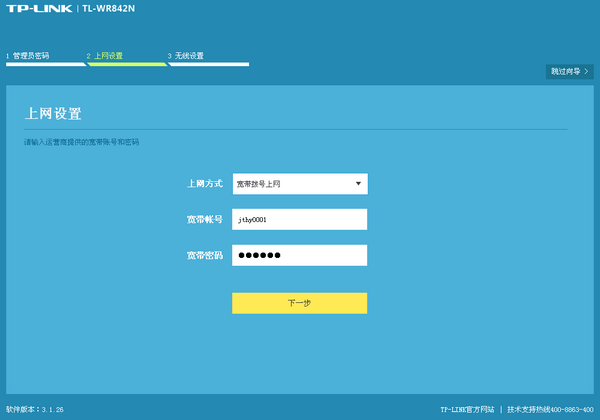 TP-LINK | TL-WR842N
1 管理员密码 2 上网设置 3 无线设置
跳过向导 >
上网设置
请输入运营商提供的宽带账号和密码
上网方式 宽带拨号上网
宽带帐号 jthy0001
宽带密码 ●●●●●●
下一步
软件版本：3.1.26 TP-LINK官方网站 | 技术支持热线400-8863-400